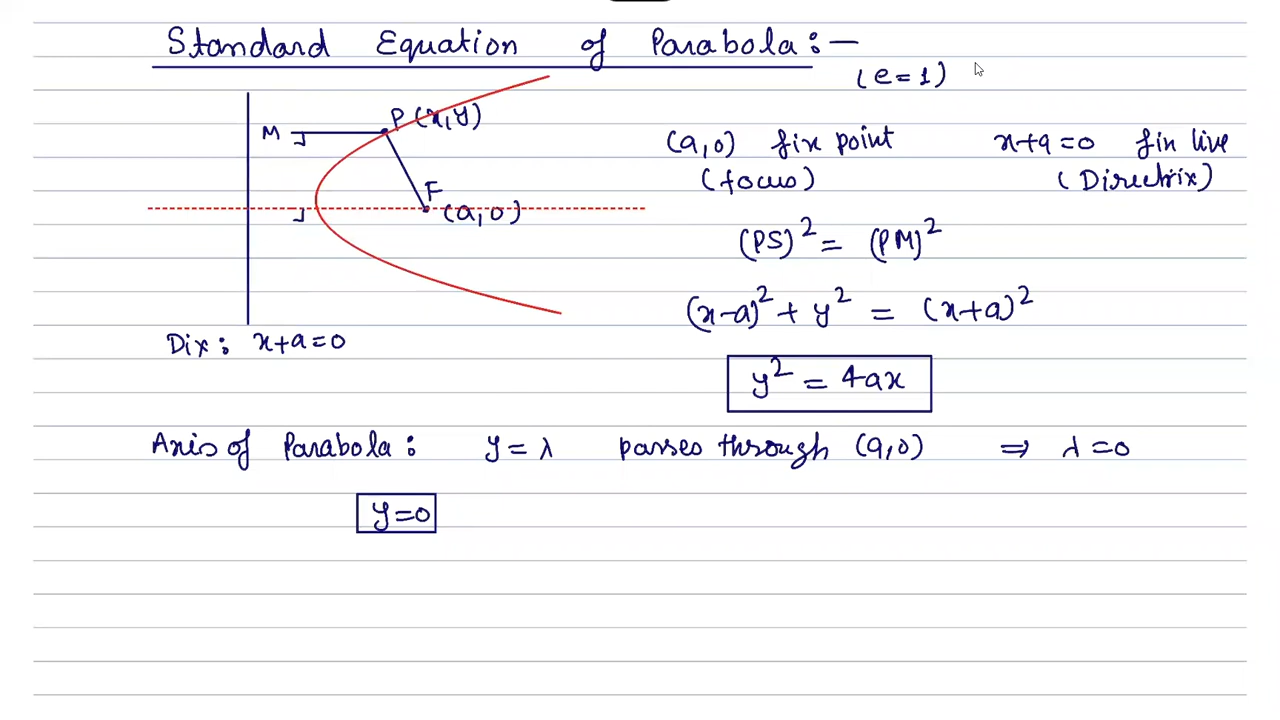 Standard Equation of Parabola:—
(e=1)
M P(x,y)
F
(a,0)
Dix: x+a=0
(a,0) fix point x+a=0 fix line
(focus) (Directrix)
(PS)² = (PM)²
(x-a)² + y² = (x+a)²
y² = 4ax
Axis of Parabola: y=λ passes through (a,0) ⇒ λ=0
y=0